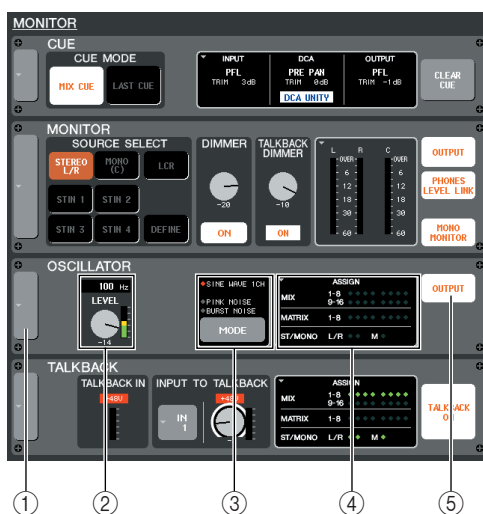 MONITOR
CUE
CUE MODE
MIX CUE
LAST CUE
INPUT
PFL
TRIM 3dB
DCA
PRE PAN
TRIM 0dB
DCA UNITY
OUTPUT
PFL
TRIM -1dB
CLEAR
CUE
MONITOR
SOURCE SELECT
STEREO
L/R
MONO
(C)
LCR
STIN 1
STIN 2
STIN 3
STIN 4
DEFINE
DIMMER
-20
ON
TALKBACK
DIMMER
-10
ON
L R C
-OVER- -OVER
6 6
12 12
18 18
30 30
60 60
OUTPUT
PHONES
LEVEL LINK
MONO
MONITOR
OSCILLATOR
100 Hz
LEVEL
-14
SINE WAVE 1CH
PINK NOISE
BURST NOISE
MODE
ASSIGN
MIX 1-8
9-16
MATRIX 1-8
ST/MONO L/R M
OUTPUT
TALKBACK
TALKBACK IN
+48V
INPUT TO TALKBACK
IN
1
+48V
ASSIGN
MIX 1-8
9-16
MATRIX 1-8
ST/MONO L/R M
TALKBACK
ON
1 2 3 4 5